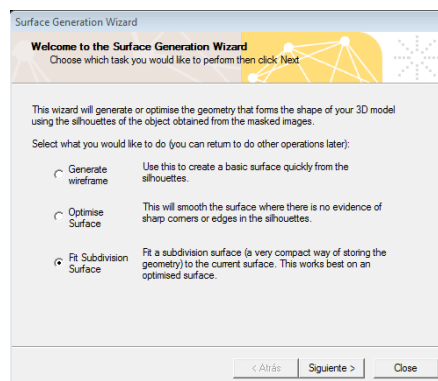 Surface Generation Wizard
Welcome to the Surface Generation Wizard
Choose which task you would like to perform then click Next
This wizard will generate or optimise the geometry that forms the shape of your 3D model
using the silhouettes of the object obtained from the masked images.
Select what you would like to do (you can return to do other operations later):
Generate
wireframe
Use this to create a basic surface quickly from the
silhouettes.
Optimise
Surface
This will smooth the surface where there is no evidence of
sharp corners or edges in the silhouettes.
Fit Subdivision
Surface
Fit a subdivision surface (a very compact way of storing the
geometry) to the current surface. This works best on an
optimised surface.
< Atrás
Siguiente >
Close